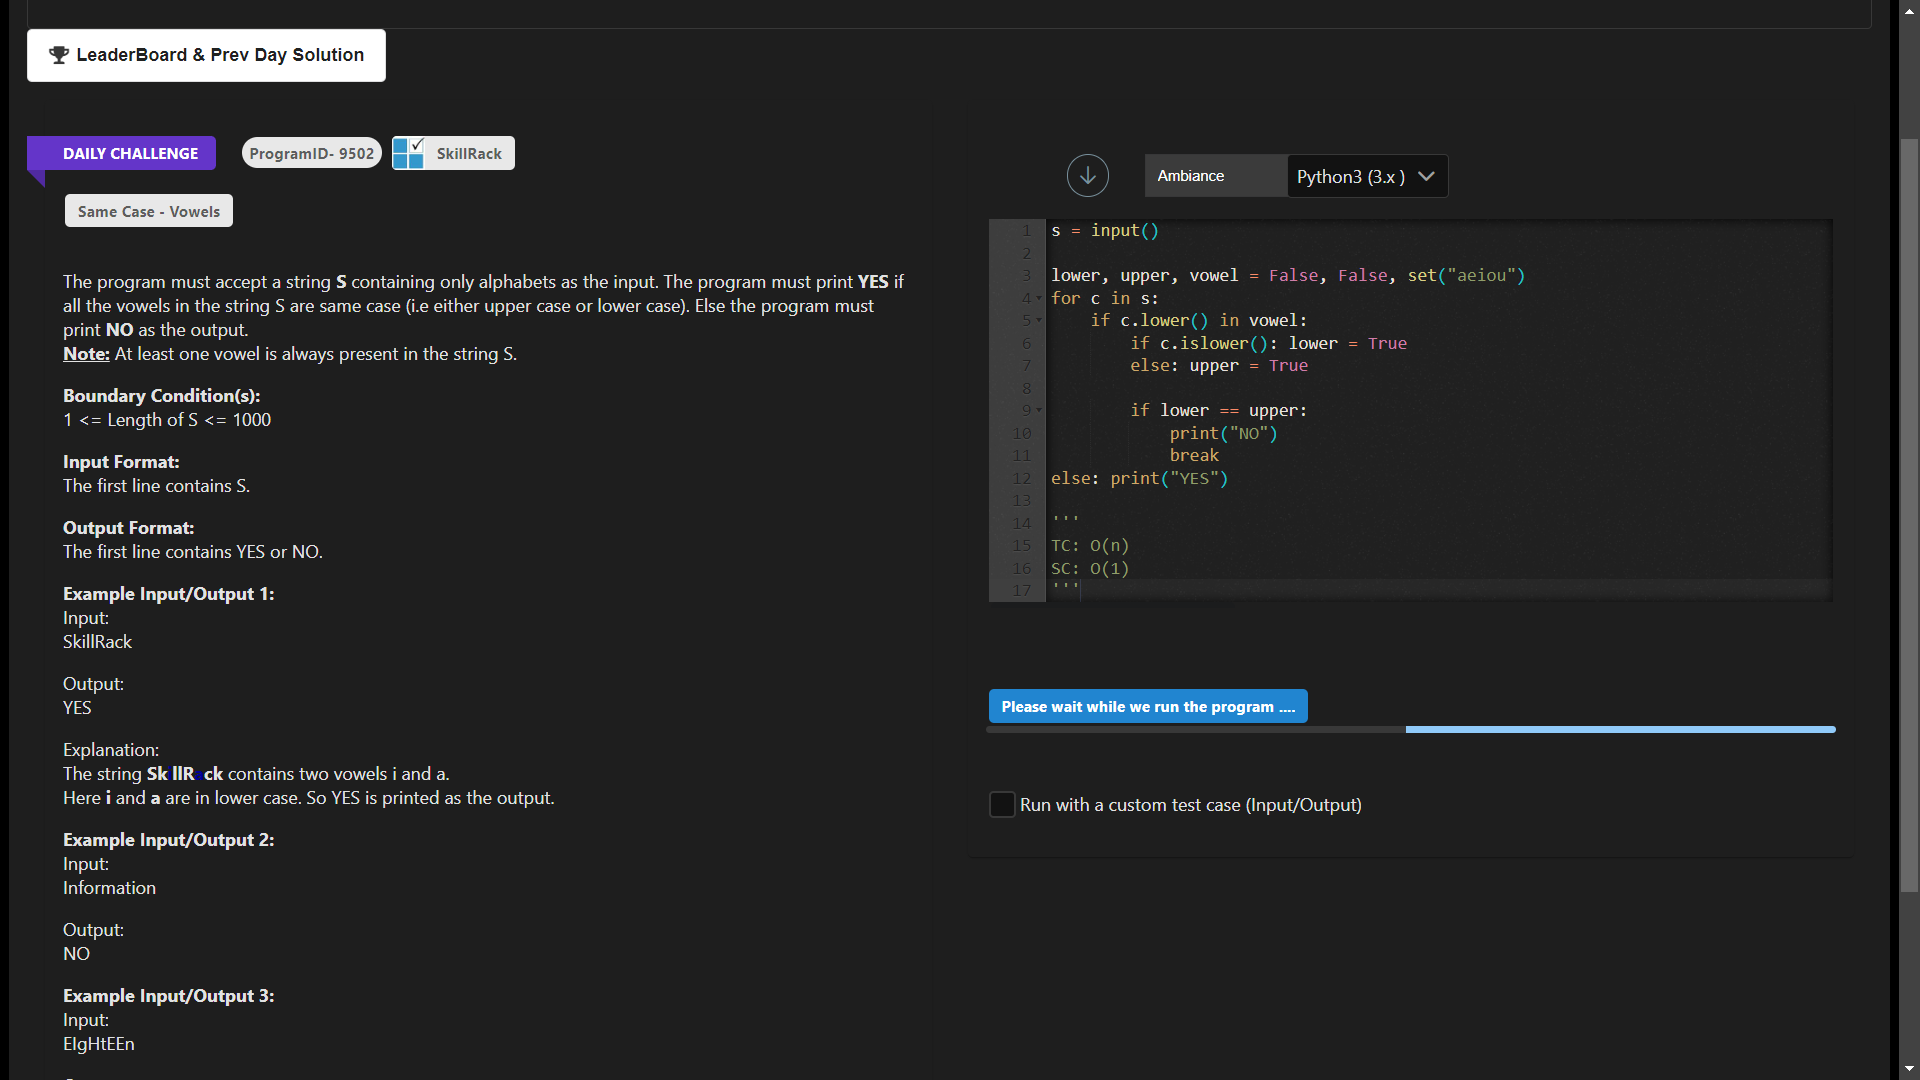 LeaderBoard & Prev Day Solution
DAILY CHALLENGE
ProgramID- 9502
SkillRack
Same Case - Vowels
The program must accept a string S containing only alphabets as the input. The program must print YES if
all the vowels in the string S are same case (i.e either upper case or lower case). Else the program must
print NO as the output.
Note: At least one vowel is always present in the string S.
Boundary Condition(s):
1 <= Length of S <= 1000
Input Format:
The first line contains S.
Output Format:
The first line contains YES or NO.
Example Input/Output 1:
Input:
SkillRack
Output:
YES
Explanation:
The string SkillRack contains two vowels i and a.
Here i and a are in lower case. So YES is printed as the output.
Example Input/Output 2:
Input:
Information
Output:
NO
Example Input/Output 3:
Input:
EIgHtEEn
Ambiance
Python3 (3.x )
1 s = input()
2
3 lower, upper, vowel = False, False, set("aeiou")
4 for c in s:
5     if c.lower() in vowel:
6         if c.islower(): lower = True
7         else: upper = True
8
9         if lower == upper:
10             print("NO")
11             break
12 else: print("YES")
13
14 '''
15 TC: O(n)
16 SC: O(1)
17 '''
Please wait while we run the program ....
Run with a custom test case (Input/Output)